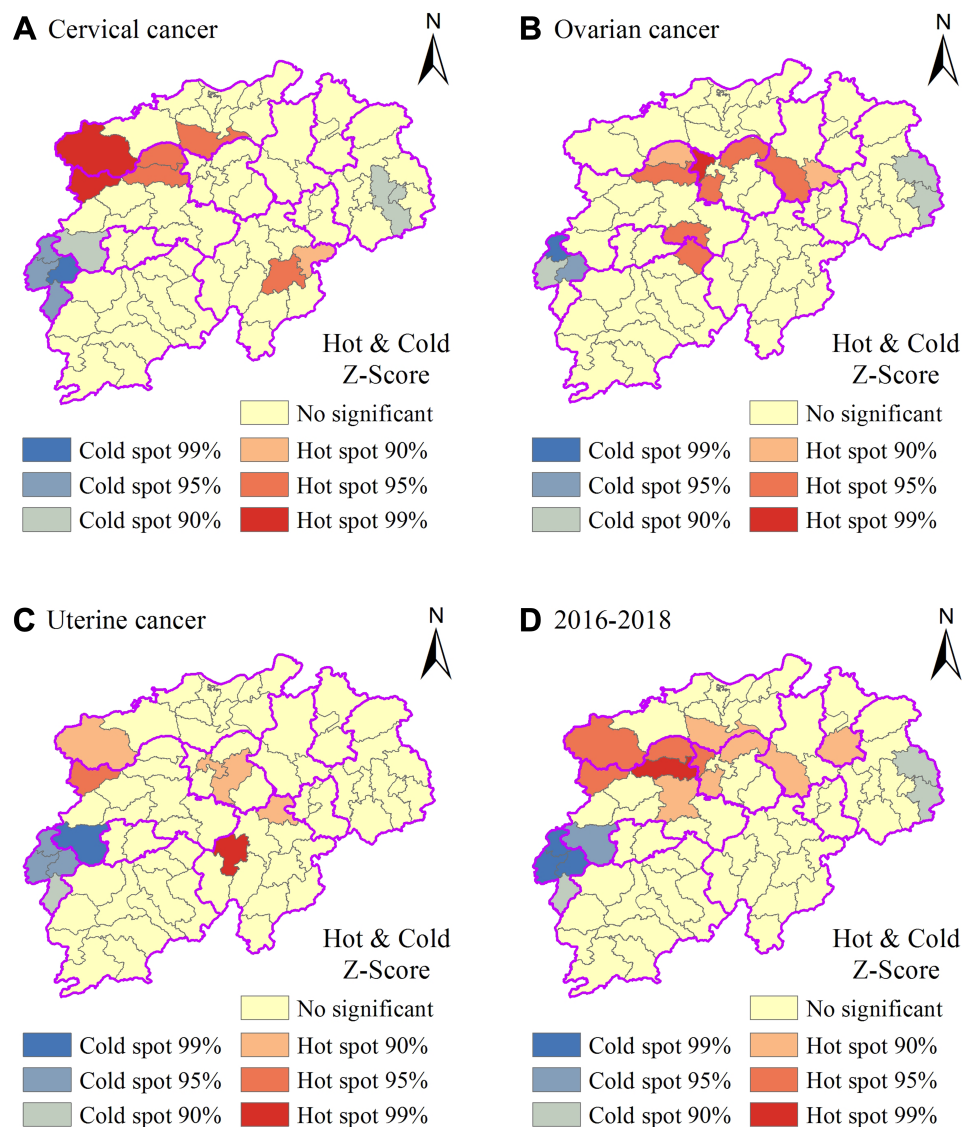 A Cervical cancer
N
B Ovarian cancer
N
Hot & Cold
Z-Score
No significant
Cold spot 99%
Hot spot 90%
Cold spot 95%
Hot spot 95%
Cold spot 90%
Hot spot 99%
Hot & Cold
Z-Score
No significant
Cold spot 99%
Hot spot 90%
Cold spot 95%
Hot spot 95%
Cold spot 90%
Hot spot 99%
C Uterine cancer
N
D 2016-2018
N
Hot & Cold
Z-Score
No significant
Cold spot 99%
Hot spot 90%
Cold spot 95%
Hot spot 95%
Cold spot 90%
Hot spot 99%
Hot & Cold
Z-Score
No significant
Cold spot 99%
Hot spot 90%
Cold spot 95%
Hot spot 95%
Cold spot 90%
Hot spot 99%